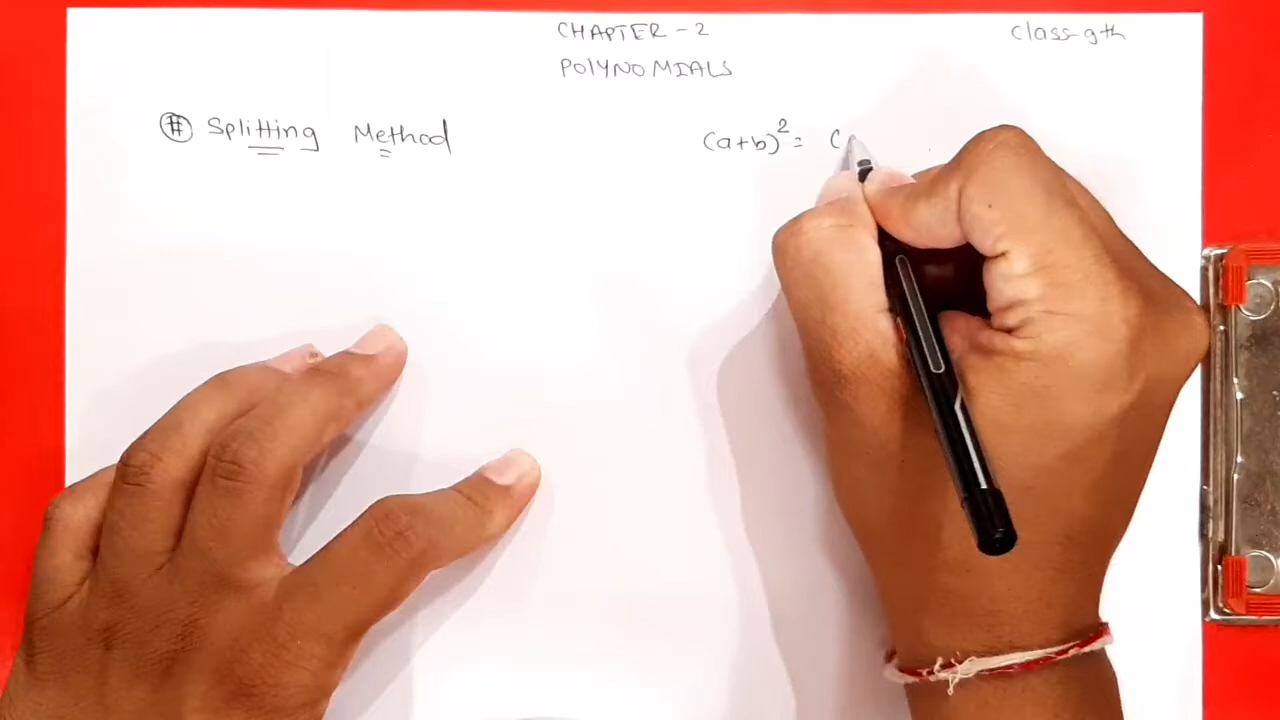 CHAPTER - 2
Class-9th
POLYNOMIALS
# Splitting Method
(a+b)² = (